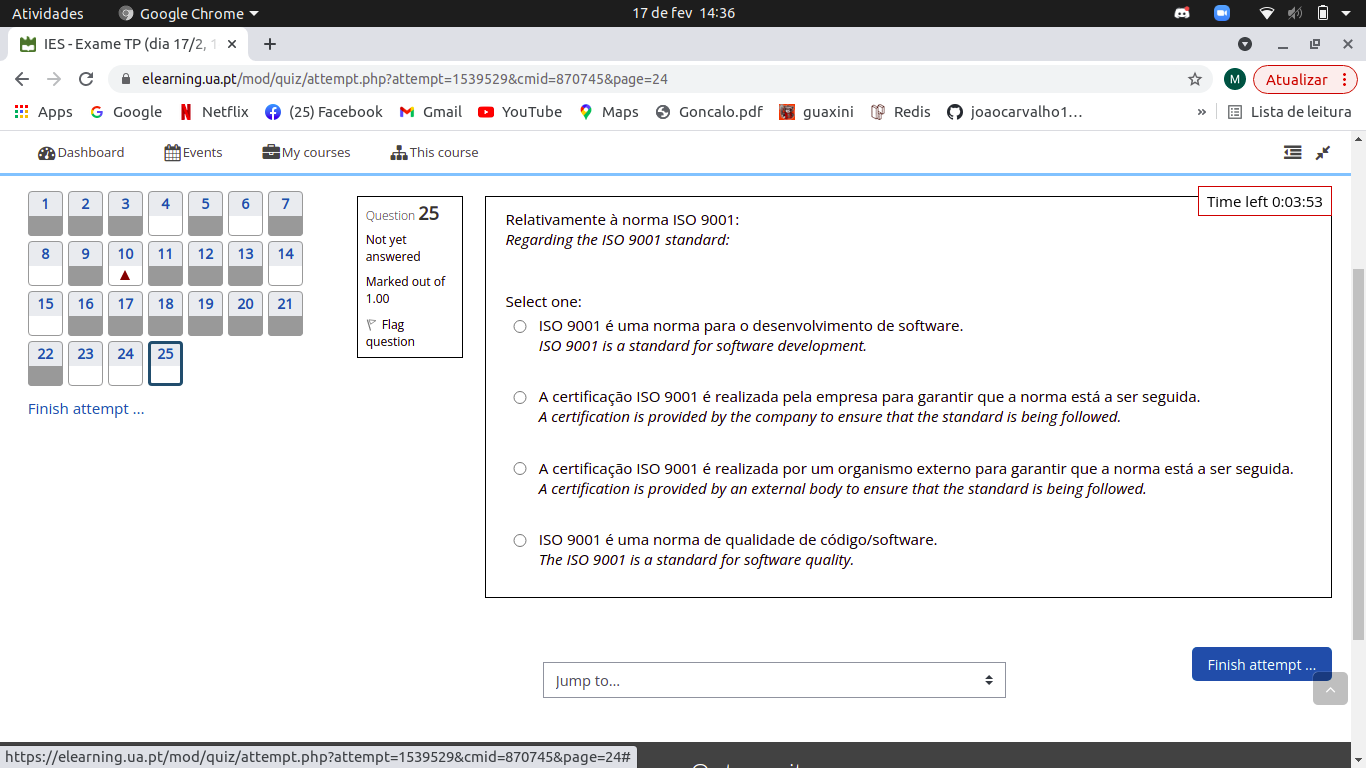 Atividades
Google Chrome
17 de fev 14:36
IES - Exame TP (dia 17/2, 1
elearning.ua.pt/mod/quiz/attempt.php?attempt=1539529&cmid=870745&page=24
M
Atualizar
Apps
Google
Netflix
(25) Facebook
Gmail
YouTube
Maps
Goncalo.pdf
guaxini
Redis
joaocarvalho1...
»
Lista de leitura
Dashboard
Events
My courses
This course
1 2 3 4 5 6 7
8 9 10 11 12 13 14
15 16 17 18 19 20 21
22 23 24 25
Finish attempt ...
Question 25
Not yet
answered
Marked out of
1.00
Flag
question
Time left 0:03:53
Relativamente à norma ISO 9001:
Regarding the ISO 9001 standard:
Select one:
ISO 9001 é uma norma para o desenvolvimento de software.
ISO 9001 is a standard for software development.
A certificação ISO 9001 é realizada pela empresa para garantir que a norma está a ser seguida.
A certification is provided by the company to ensure that the standard is being followed.
A certificação ISO 9001 é realizada por um organismo externo para garantir que a norma está a ser seguida.
A certification is provided by an external body to ensure that the standard is being followed.
ISO 9001 é uma norma de qualidade de código/software.
The ISO 9001 is a standard for software quality.
Finish attempt ...
Jump to...
https://elearning.ua.pt/mod/quiz/attempt.php?attempt=1539529&cmid=870745&page=24#